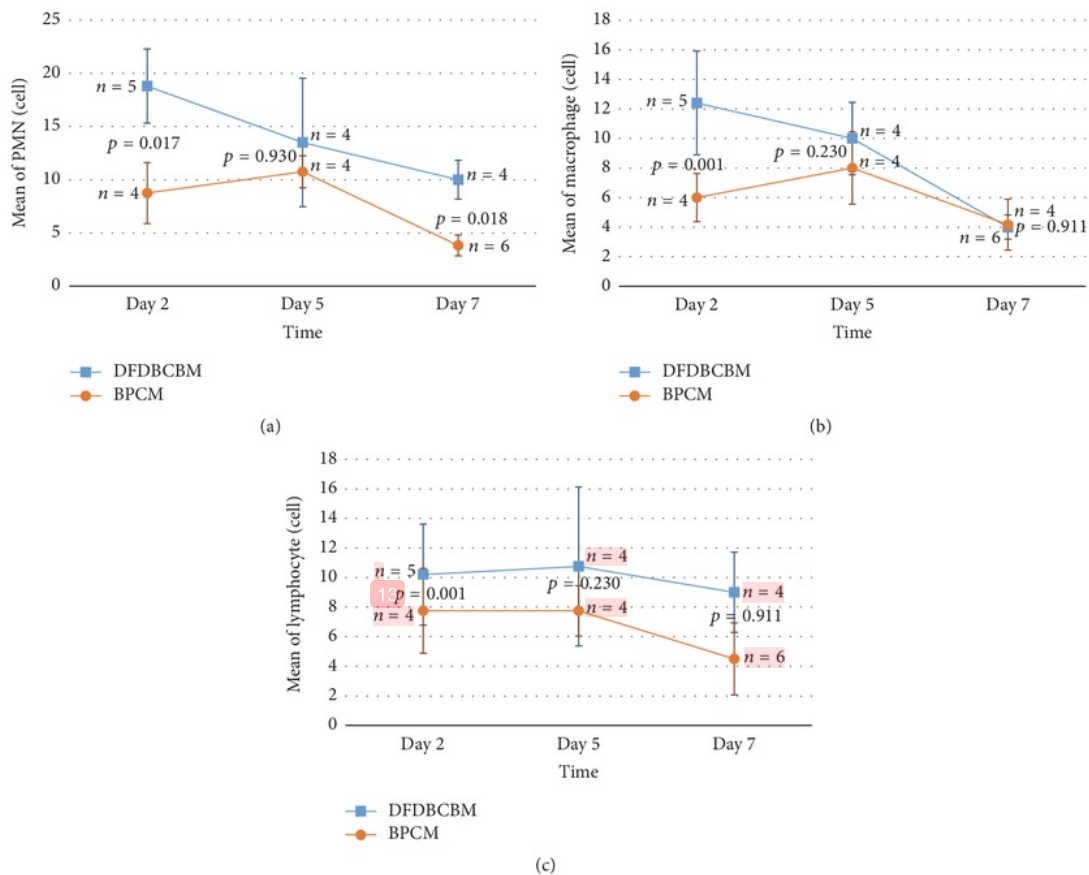 25
20
15
10
5
0
Mean of PMN (cell)
n = 5
p = 0.017
n = 4
n = 4
p = 0.930
n = 4
n = 4
p = 0.018
n = 6
Day 2
Day 5
Day 7
Time
DFDBCBM
BPCM
(a)
18
16
14
12
10
8
6
4
2
0
Mean of macrophage (cell)
n = 5
p = 0.001
n = 4
n = 4
p = 0.230
n = 4
n = 4
p = 0.911
n = 6
Day 2
Day 5
Day 7
Time
DFDBCBM
BPCM
(b)
18
16
14
12
10
8
6
4
2
0
Mean of lymphocyte (cell)
n = 5
13
p = 0.001
n = 4
n = 4
p = 0.230
n = 4
n = 4
p = 0.911
n = 6
Day 2
Day 5
Day 7
Time
DFDBCBM
BPCM
(c)